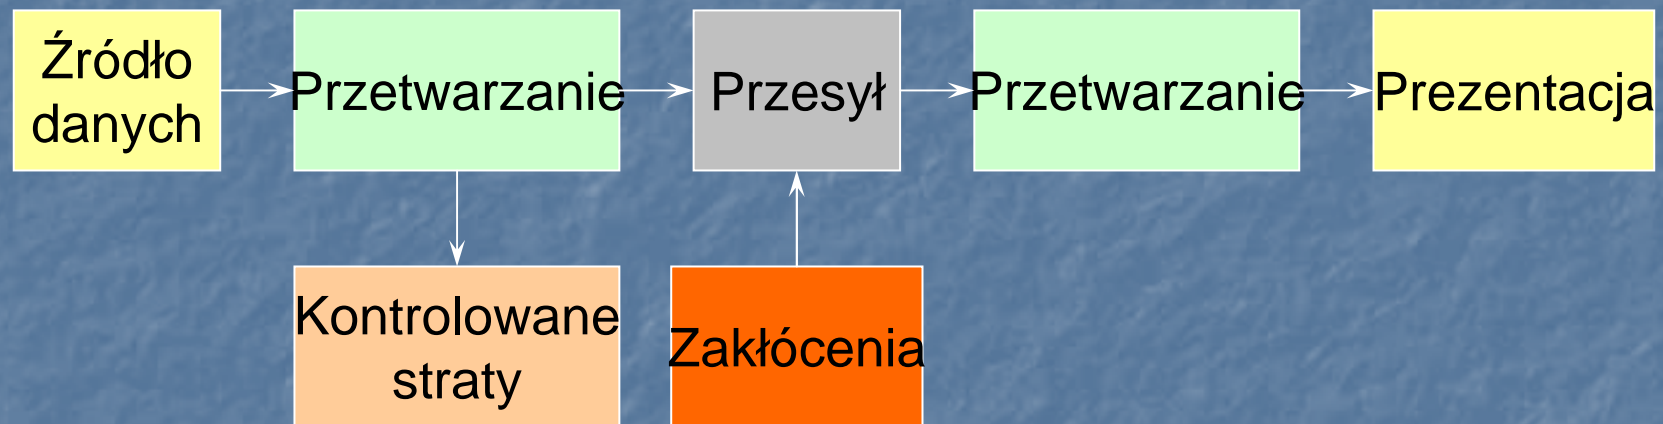 Źródło
danych
Przetwarzanie
Przesył
Przetwarzanie
Prezentacja
Kontrolowane
straty
Zakłócenia